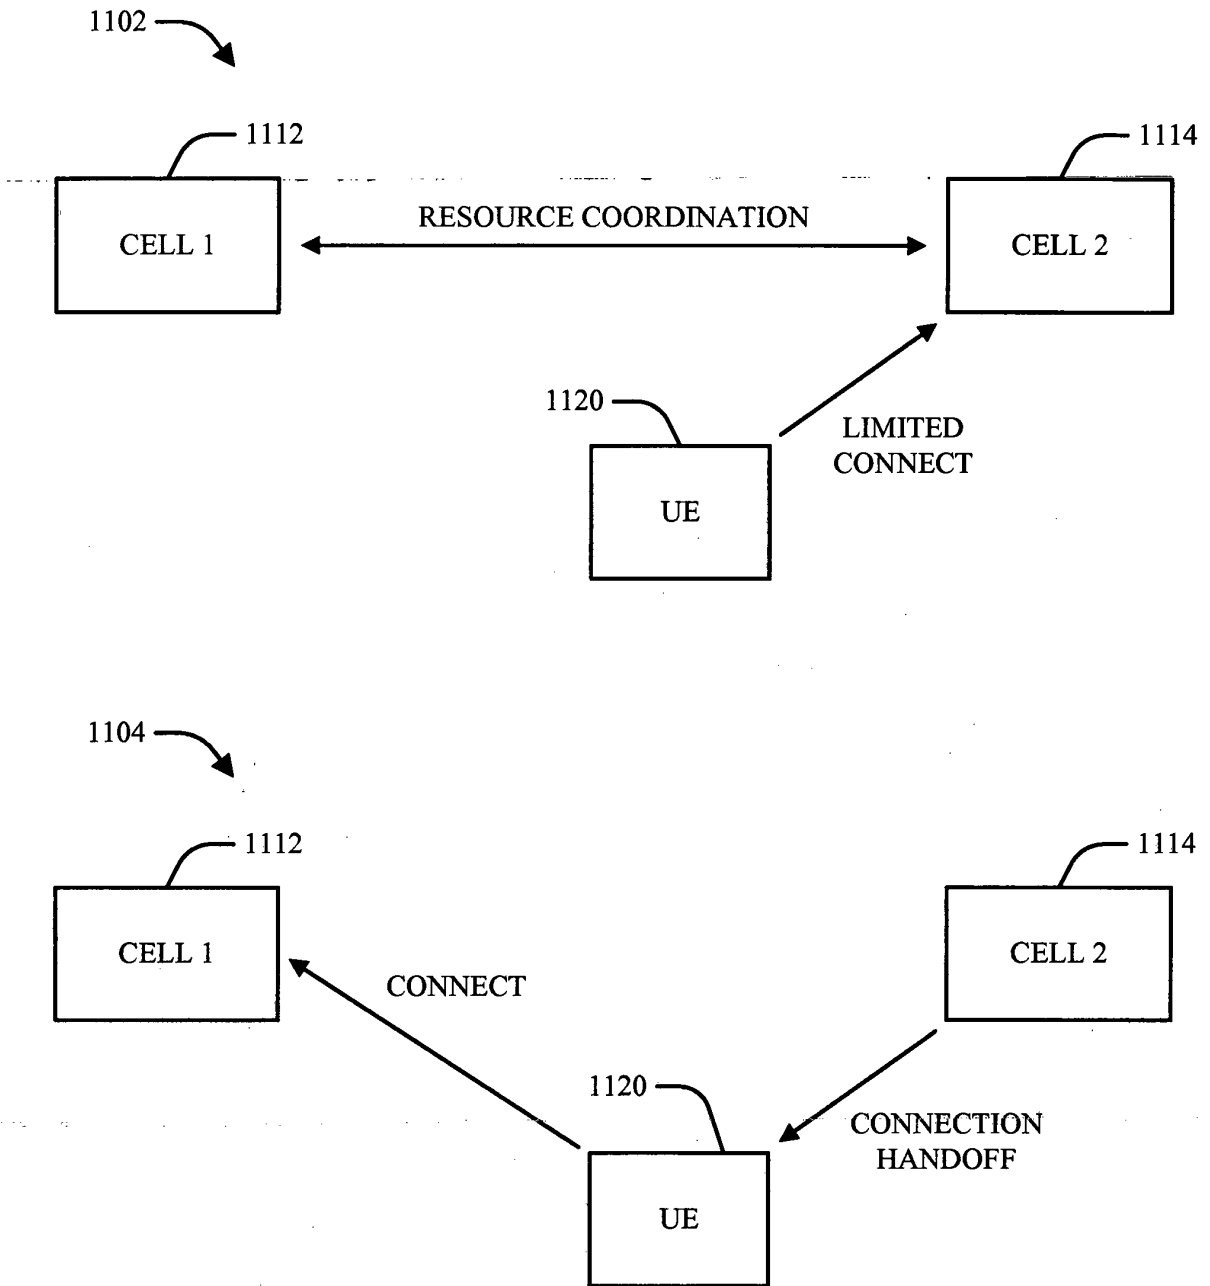 1102
1112
1114
RESOURCE COORDINATION
CELL 1
CELL 2
1120
LIMITED
CONNECT
UE
1104
1112
1114
CELL 1
CELL 2
CONNECT
1120
CONNECTION
HANDOFF
UE